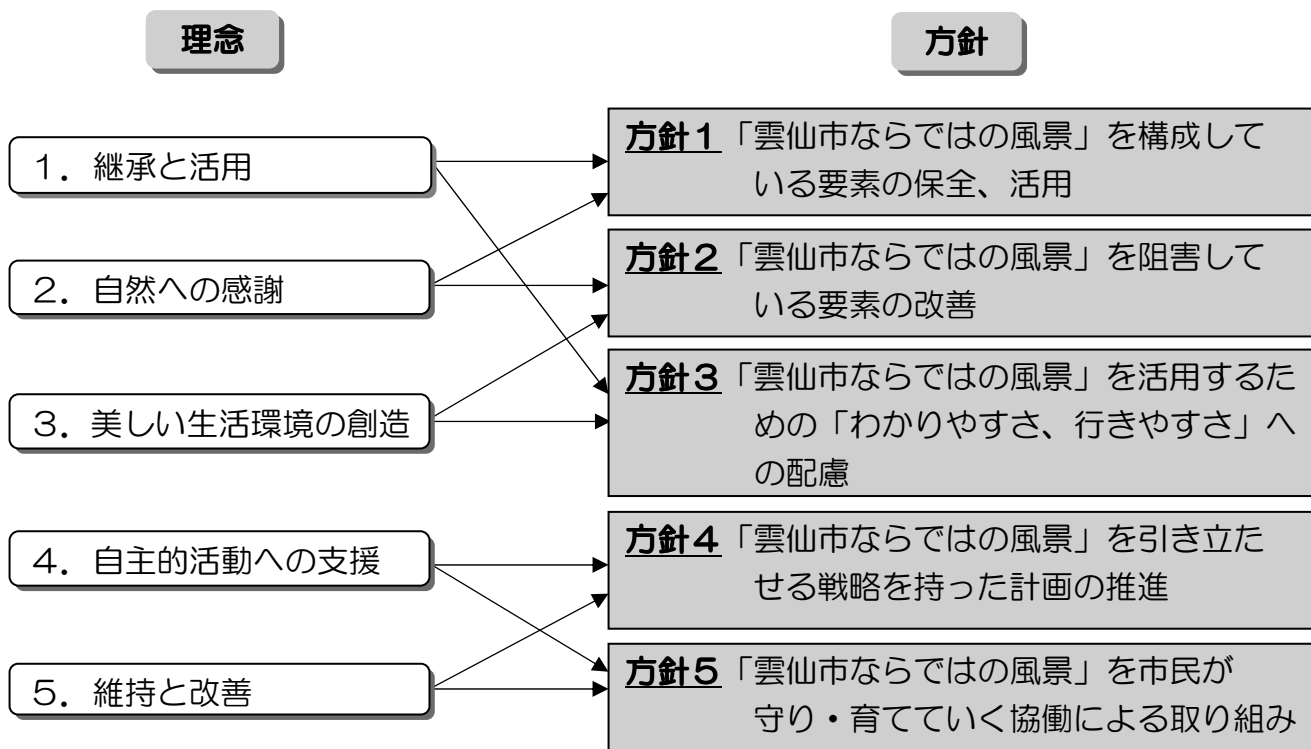 理念
方針
1．継承と活用
2．自然への感謝
3．美しい生活環境の創造
4．自主的活動への支援
5．維持と改善
方針1「雲仙市ならではの風景」を構成して
いる要素の保全、活用
方針2「雲仙市ならではの風景」を阻害して
いる要素の改善
方針3「雲仙市ならではの風景」を活用するた
めの「わかりやすさ、行きやすさ」へ
の配慮
方針4「雲仙市ならではの風景」を引き立た
せる戦略を持った計画の推進
方針5「雲仙市ならではの風景」を市民が
守り・育てていく協働による取り組み